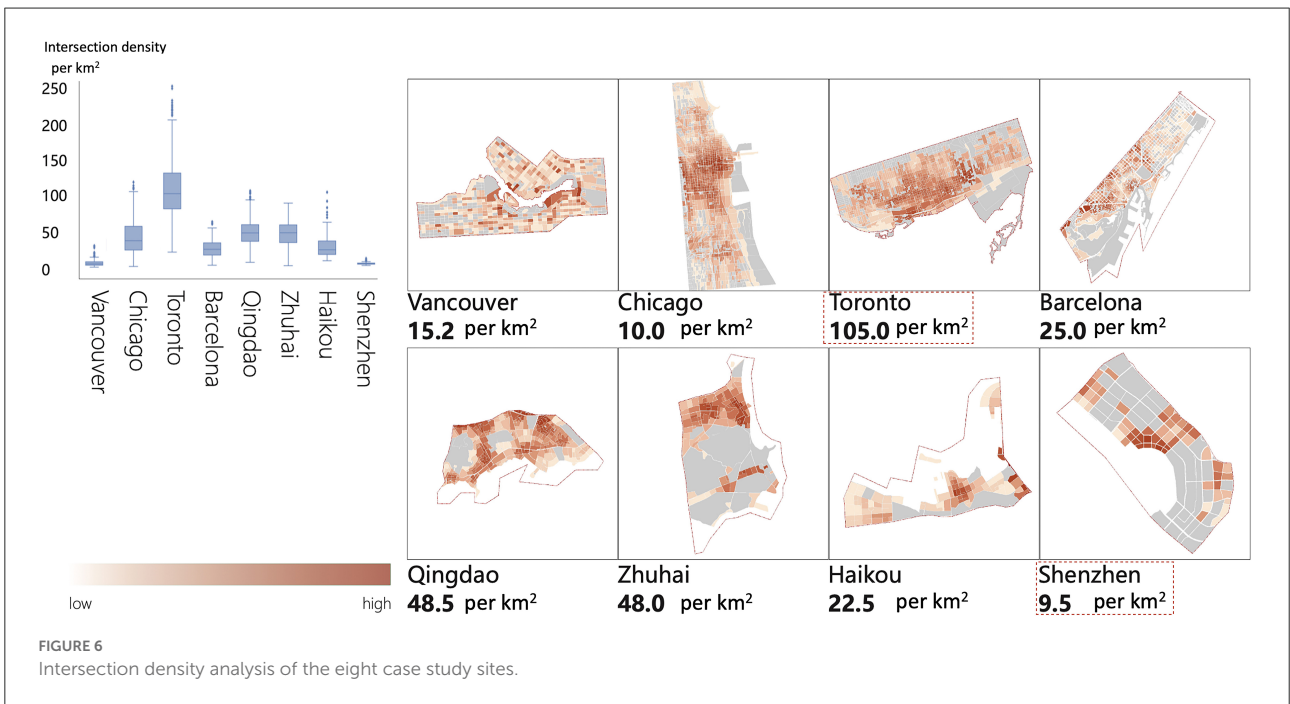 Intersection density
per km²
250
200
150
100
50
0
Vancouver
Chicago
Toronto
Barcelona
Qingdao
Zhuhai
Haikou
Shenzhen
Vancouver
15.2 per km²
Chicago
10.0 per km²
Toronto
105.0 per km²
Barcelona
25.0 per km²
Qingdao
48.5 per km²
Zhuhai
48.0 per km²
Haikou
22.5 per km²
Shenzhen
9.5 per km²
low
high
FIGURE 6
Intersection density analysis of the eight case study sites.